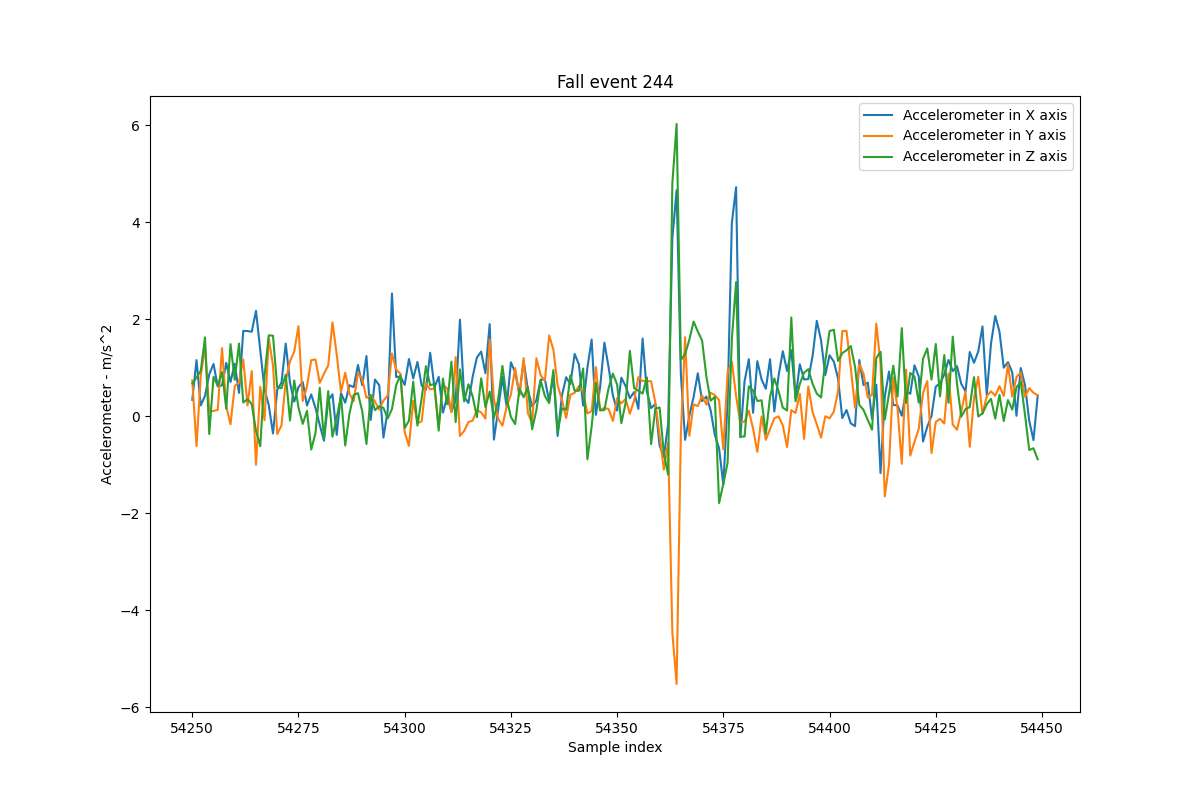 Fall event 244
Accelerometer in X axis
Accelerometer in Y axis
Accelerometer in Z axis
6
4
2
0
−2
−4
−6
Accelerometer - m/s^2
54250 54275 54300 54325 54350 54375 54400 54425 54450
Sample index